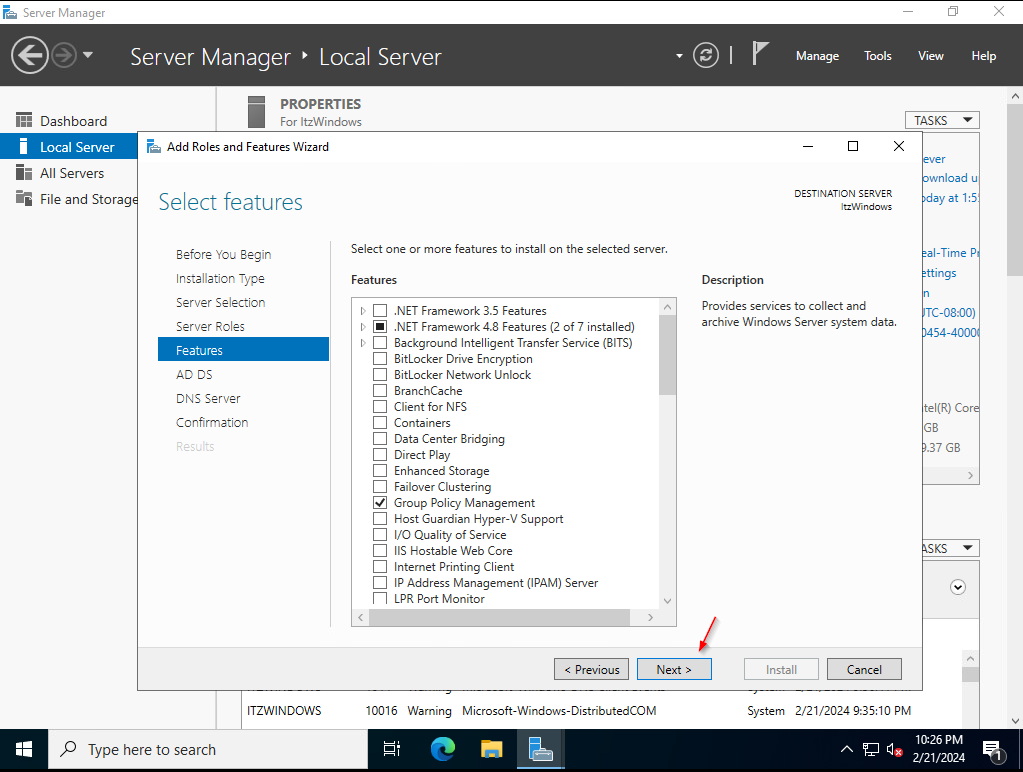 Server Manager
Server Manager ‣ Local Server
Manage Tools View Help
Dashboard
Local Server
All Servers
File and Storage
PROPERTIES
For ItzWindows
TASKS
Add Roles and Features Wizard
Select features
DESTINATION SERVER
ItzWindows
Before You Begin
Installation Type
Server Selection
Server Roles
Features
AD DS
DNS Server
Confirmation
Results
Select one or more features to install on the selected server.
Features
.NET Framework 3.5 Features
.NET Framework 4.8 Features (2 of 7 installed)
Background Intelligent Transfer Service (BITS)
BitLocker Drive Encryption
BitLocker Network Unlock
BranchCache
Client for NFS
Containers
Data Center Bridging
Direct Play
Enhanced Storage
Failover Clustering
Group Policy Management
Host Guardian Hyper-V Support
I/O Quality of Service
IIS Hostable Web Core
Internet Printing Client
IP Address Management (IPAM) Server
LPR Port Monitor
Description
Provides services to collect and
archive Windows Server system data.
< Previous
Next >
Install
Cancel
ever
ownload u
oday at 1:5
eal-Time Pr
ettings
n
UTC-08:00)
0454-4000
tel(R) Core
GB
9.37 GB
ASKS
ITZWINDOWS 10016 Warning Microsoft-Windows-DistributedCOM System 2/21/2024 9:35:10 PM
Type here to search
10:26 PM
2/21/2024
1